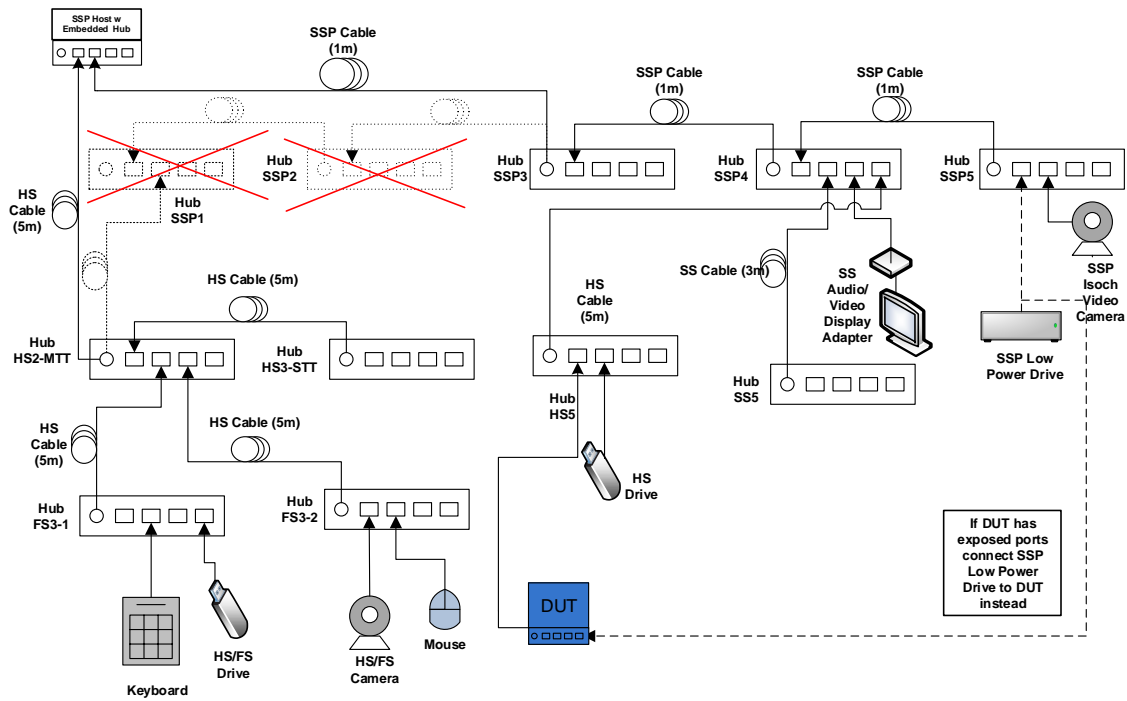 SSP Host w
Embedded Hub
SSP Cable
(1m)
SSP Cable
(1m)
SSP Cable
(1m)
Hub
SSP1
Hub
SSP2
Hub
SSP3
Hub
SSP4
Hub
SSP5
HS
Cable
(5m)
HS Cable (5m)
HS
Cable
(5m)
SS Cable (3m)
SS
Audio/
Video
Display
Adapter
SSP
Isoch
Video
Camera
SSP Low
Power Drive
Hub
HS2-MTT
Hub
HS3-STT
Hub
HS5
Hub
SS5
HS
Cable
(5m)
HS Cable (5m)
HS
Drive
Hub
FS3-1
Hub
FS3-2
If DUT has
exposed ports
connect SSP
Low Power
Drive to DUT
instead
DUT
Keyboard
HS/FS
Drive
HS/FS
Camera
Mouse